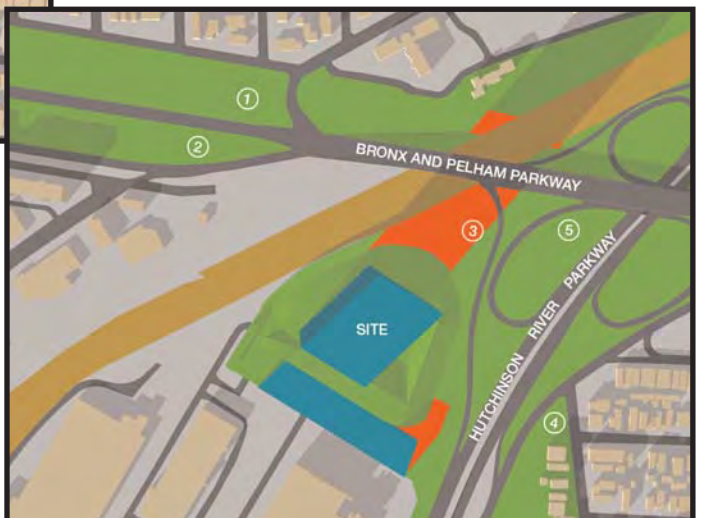 ①
②
BRONX AND PELHAM PARKWAY
③
⑤
SITE
HUTCHINSON RIVER PARKWAY
④